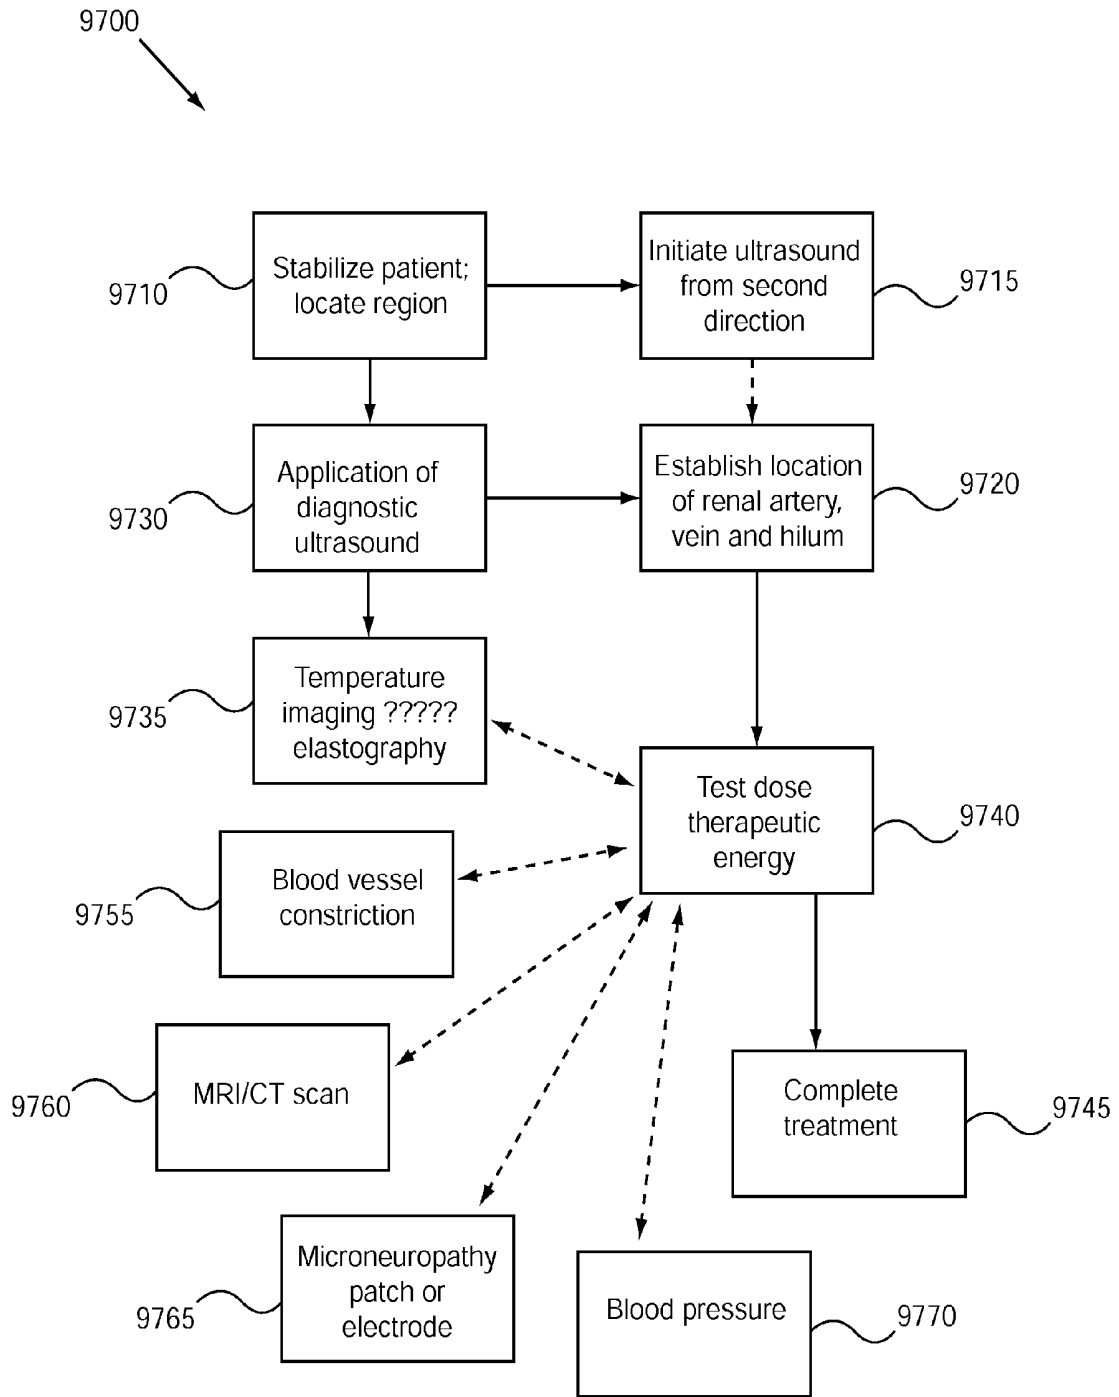 9700
Stabilize patient;
locate region
9710
Initiate ultrasound
from second
direction
9715
Application of
diagnostic
ultrasound
9730
Establish location
of renal artery,
vein and hilum
9720
Temperature
imaging ?????
elastography
9735
Test dose
therapeutic
energy
9740
Blood vessel
constriction
9755
MRI/CT scan
9760
Complete
treatment
9745
Microneuropathy
patch or
electrode
9765
Blood pressure
9770